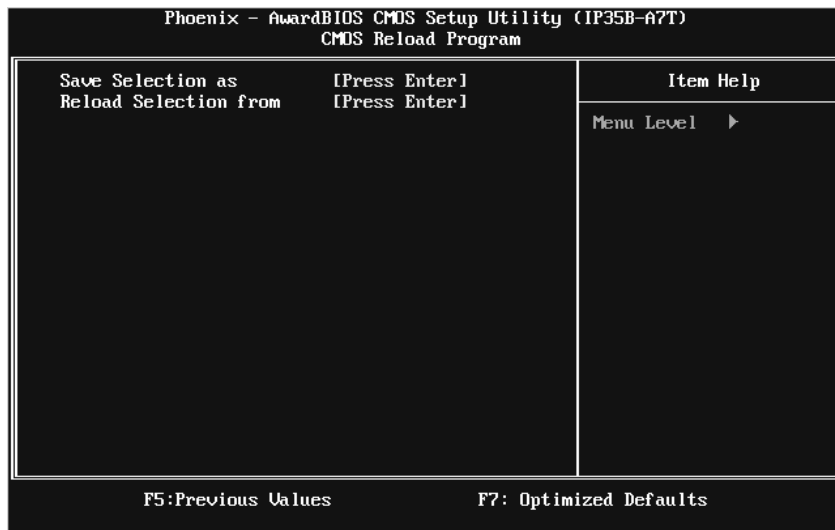 Phoenix - AwardBIOS CMOS Setup Utility (IP35B-A7T)
CMOS Reload Program
Save Selection as [Press Enter]
Reload Selection from [Press Enter]
Item Help
Menu Level ▶
F5:Previous Values F7: Optimized Defaults